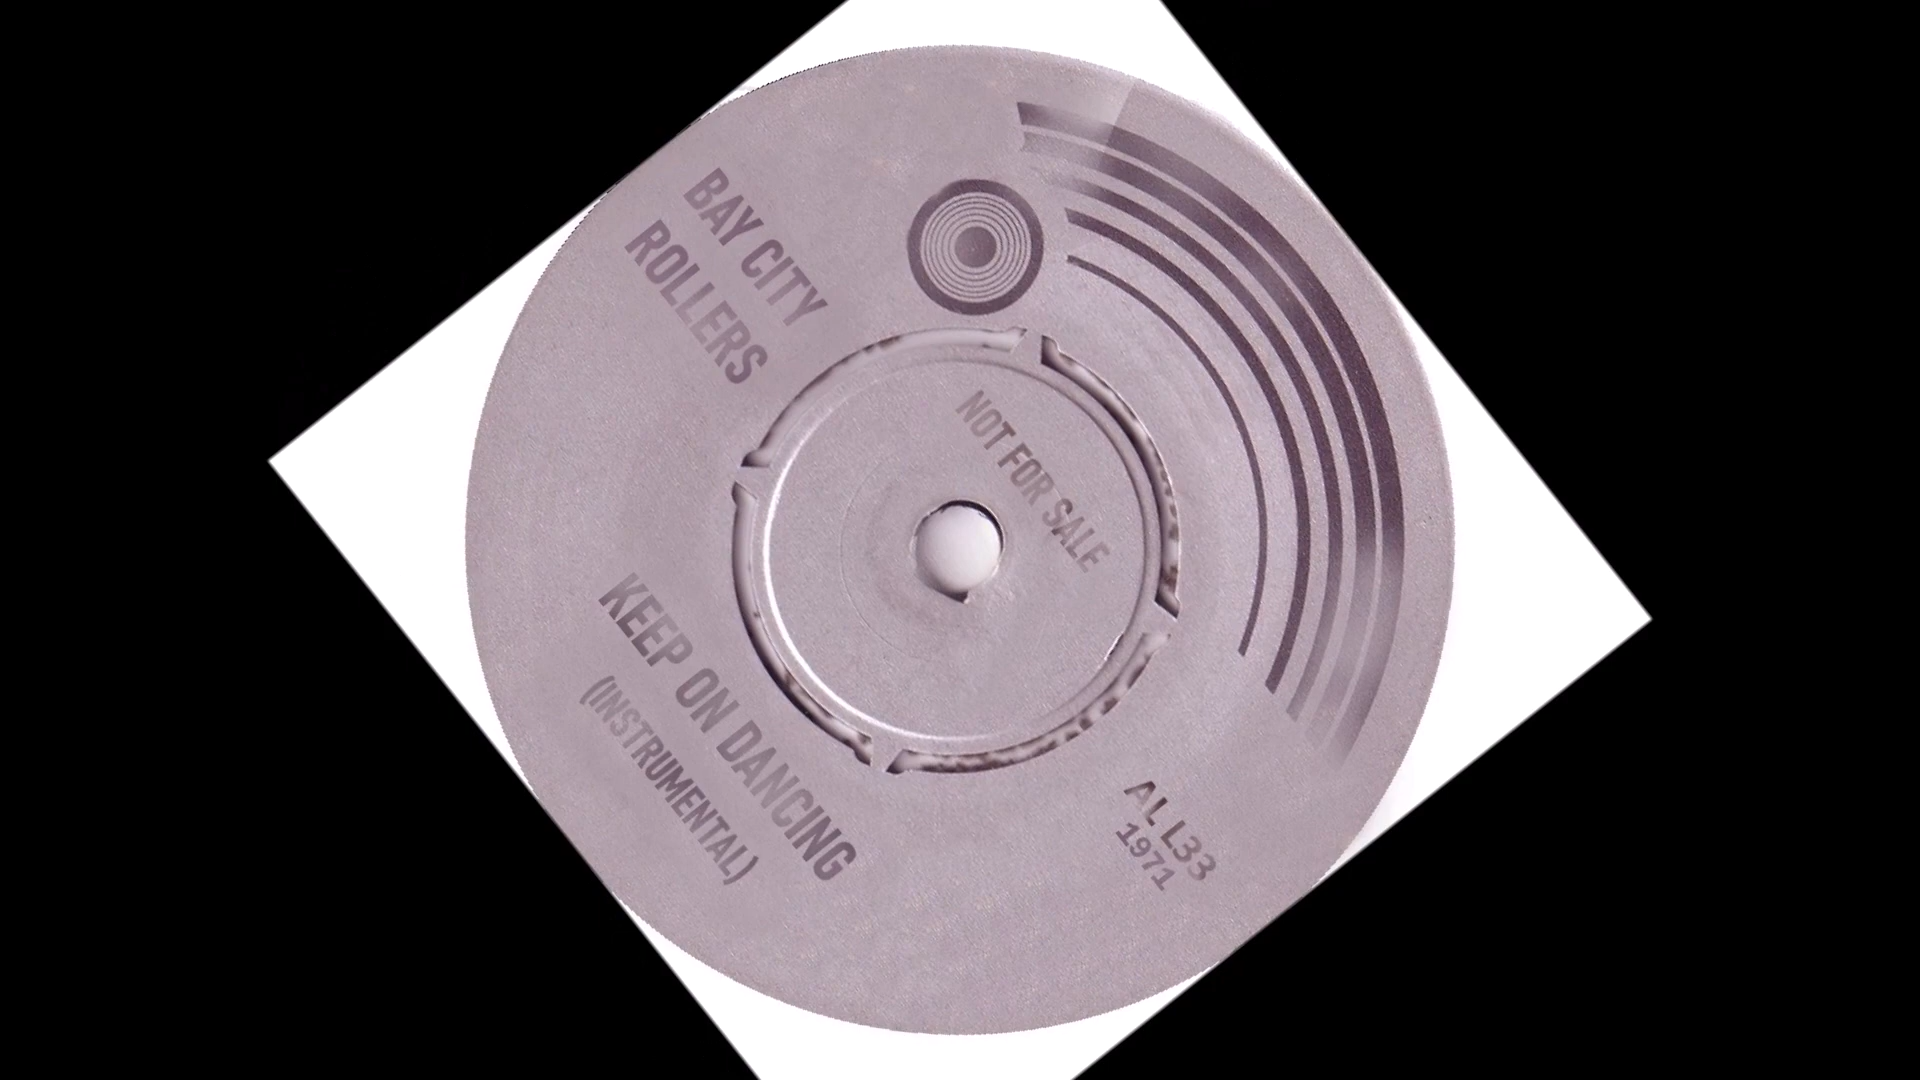 BAY CITY
ROLLERS
NOT FOR SALE
KEEP ON DANCING
(INSTRUMENTAL)
AL L33
1971